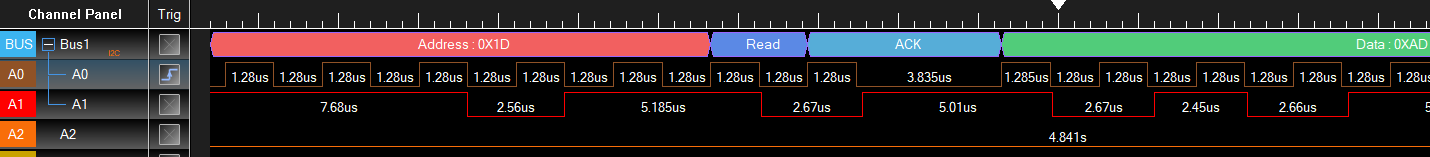 Channel Panel Trig
BUS Bus1 I2C Address : 0X1D Read ACK Data : 0XAD
A0 A0 1.28us 1.28us 1.28us 1.28us 1.28us 1.28us 1.28us 1.28us 1.28us 1.28us 1.28us 1.28us 1.28us 3.835us 1.285us 1.28us 1.28us 1.28us 1.28us 1.28us 1.28us 1.28us 1.28us
A1 A1 7.68us 2.56us 5.185us 2.67us 5.01us 2.67us 2.45us 2.66us 5
A2 A2 4.841s